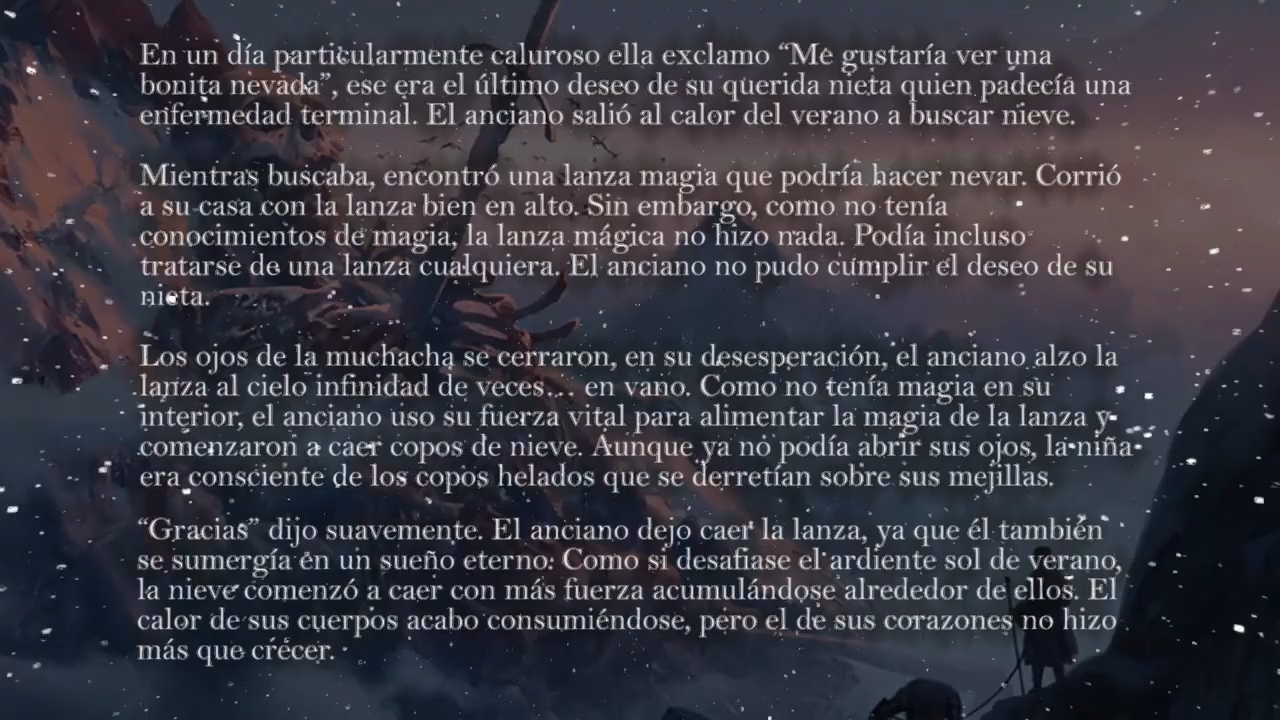 En un día particularmente caluroso ella exclamo “Me gustaría ver una
bonita nevada”, ese era el último deseo de su querida nieta quien padecía una
enfermedad terminal. El anciano salió al calor del verano a buscar nieve.
Mientras buscaba, encontró una lanza magia que podría hacer nevar. Corrió
a su casa con la lanza bien en alto. Sin embargo, como no tenía
conocimientos de magia, la lanza mágica no hizo nada. Podía incluso
tratarse de una lanza cualquiera. El anciano no pudo cumplir el deseo de su
nieta.
Los ojos de la muchacha se cerraron, en su desesperación, el anciano alzo la
lanza al cielo infinidad de veces… en vano. Como no tenía magia en su
interior, el anciano uso su fuerza vital para alimentar la magia de la lanza y
comenzaron a caer copos de nieve. Aunque ya no podía abrir sus ojos, la niña
era consciente de los copos helados que se derretían sobre sus mejillas.
“Gracias” dijo suavemente. El anciano dejo caer la lanza, ya que él también
se sumergía en un sueño eterno. Como si desafiase el ardiente sol de verano,
la nieve comenzó a caer con más fuerza acumulándose alrededor de ellos. El
calor de sus cuerpos acabo consumiéndose, pero el de sus corazones no hizo
más que crecer.